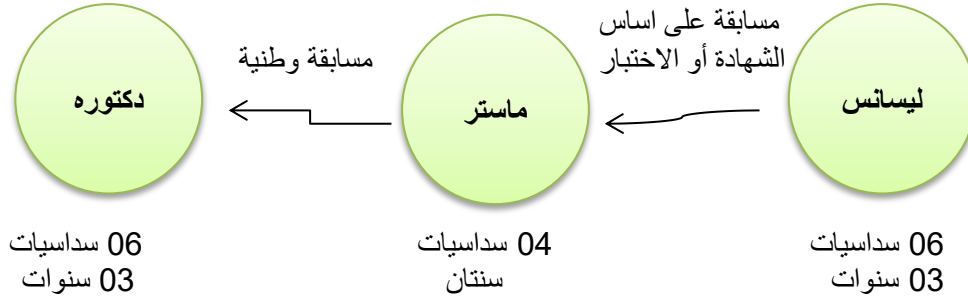 ليسانس
مسابقة على اساس
الشهادة أو الاختبار
ماستر
مسابقة وطنية
دكتوره
06 سداسيات
03 سنوات
04 سداسيات
سنتان
06 سداسيات
03 سنوات